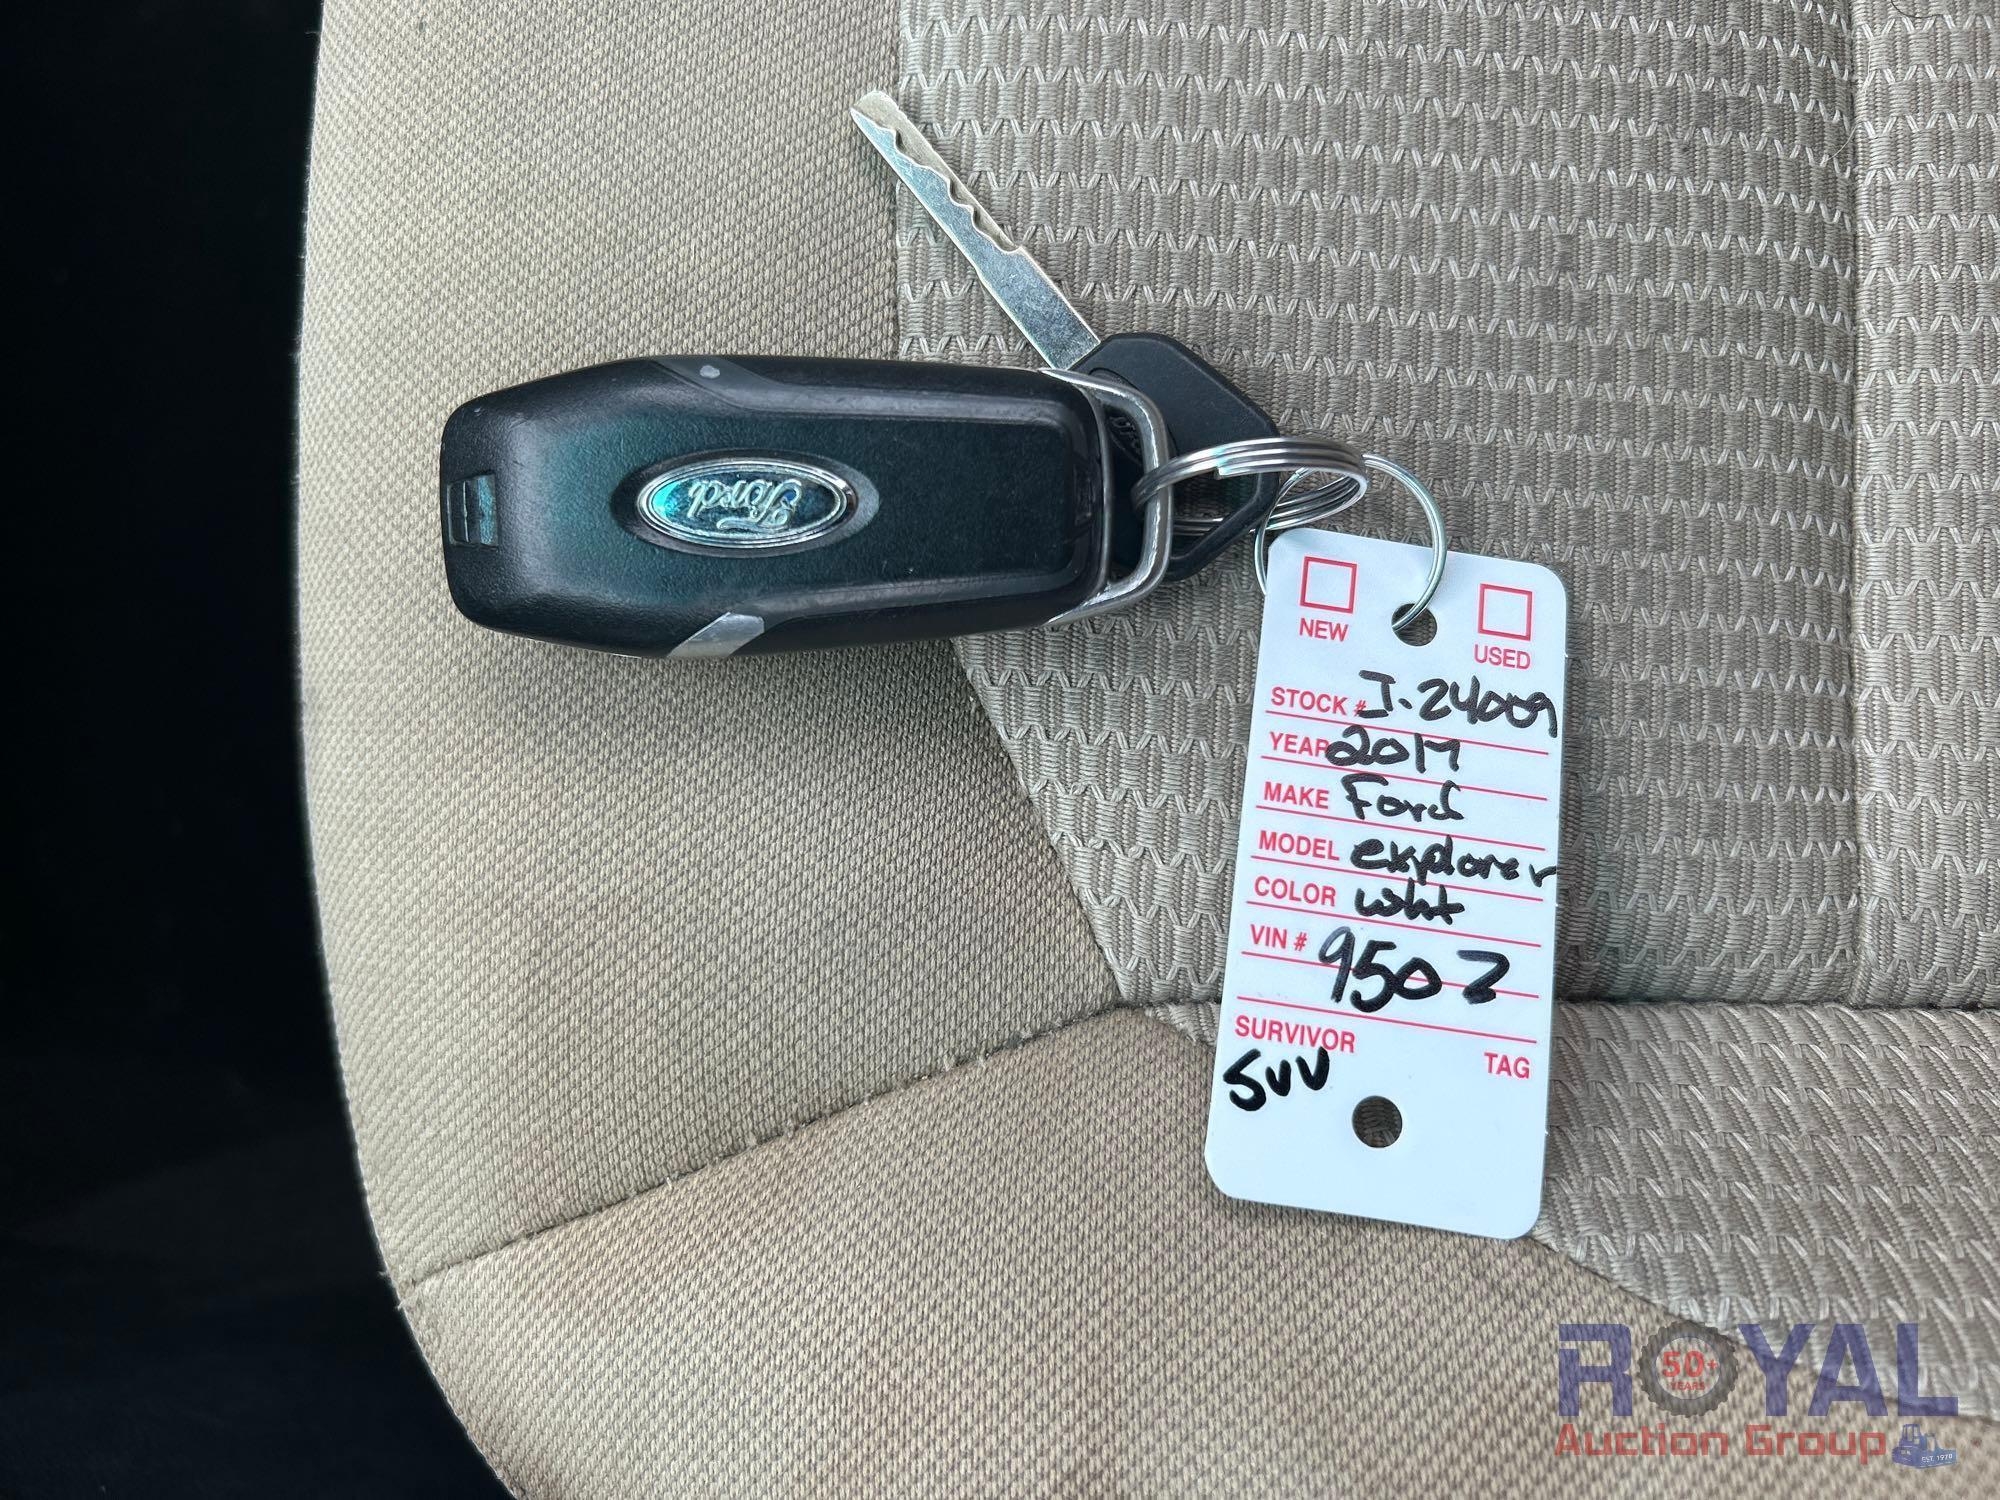 Ford
NEW
USED
STOCK # J-24009
YEAR 2017
MAKE Ford
MODEL explorer
COLOR wht
VIN # 9502
SURVIVOR TAG
SUV
ROYAL
50+
YEARS
Auction Group
EST. 1970